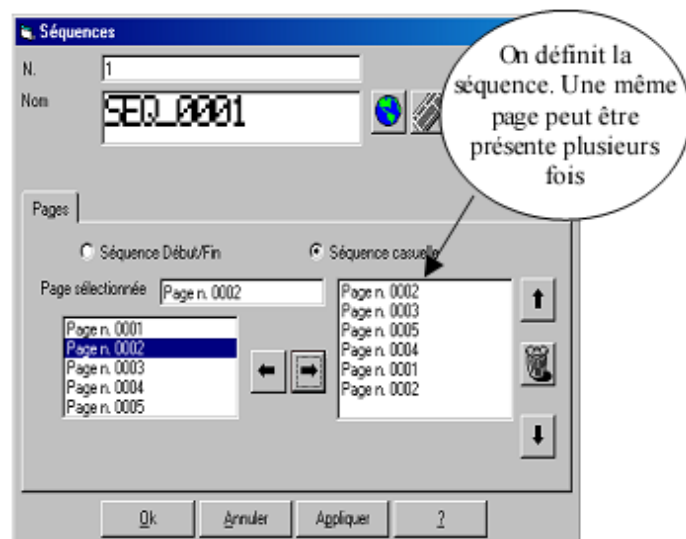 Séquences
N.
1
Nom
SEQ_0001
On définit la
séquence. Une même
page peut être
présente plusieurs
fois
Pages
Séquence Début/Fin
Séquence casuelle
Page sélectionnée
Page n. 0002
Page n. 0001
Page n. 0002
Page n. 0003
Page n. 0004
Page n. 0005
Page n. 0002
Page n. 0003
Page n. 0005
Page n. 0004
Page n. 0001
Page n. 0002
Ok
Annuler
Appliquer
?